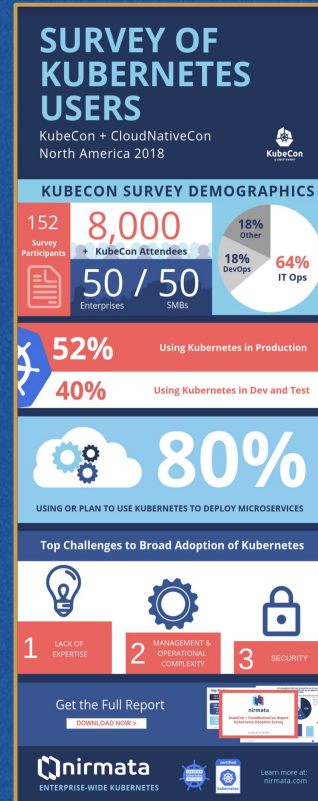 SURVEY OF
KUBERNETES
USERS
KubeCon + CloudNativeCon
North America 2018
KubeCon
KUBECON SURVEY DEMOGRAPHICS
152
Survey
Participants
8,000
+ KubeCon Attendees
50 / 50
Enterprises
SMBs
18%
Other
18%
DevOps
64%
IT Ops
52%
Using Kubernetes in Production
40%
Using Kubernetes in Dev and Test
80%
USING OR PLAN TO USE KUBERNETES TO DEPLOY MICROSERVICES
Top Challenges to Broad Adoption of Kubernetes
1
LACK OF
EXPERTISE
2
MANAGEMENT &
OPERATIONAL
COMPLEXITY
3
SECURITY
Get the Full Report
DOWNLOAD NOW >
nirmata
KubeCon + CloudNativeCon Report
Kubernetes Adoption Survey
nirmata
ENTERPRISE-WIDE KUBERNETES
certified
kubernetes
Learn more at:
nirmata.com